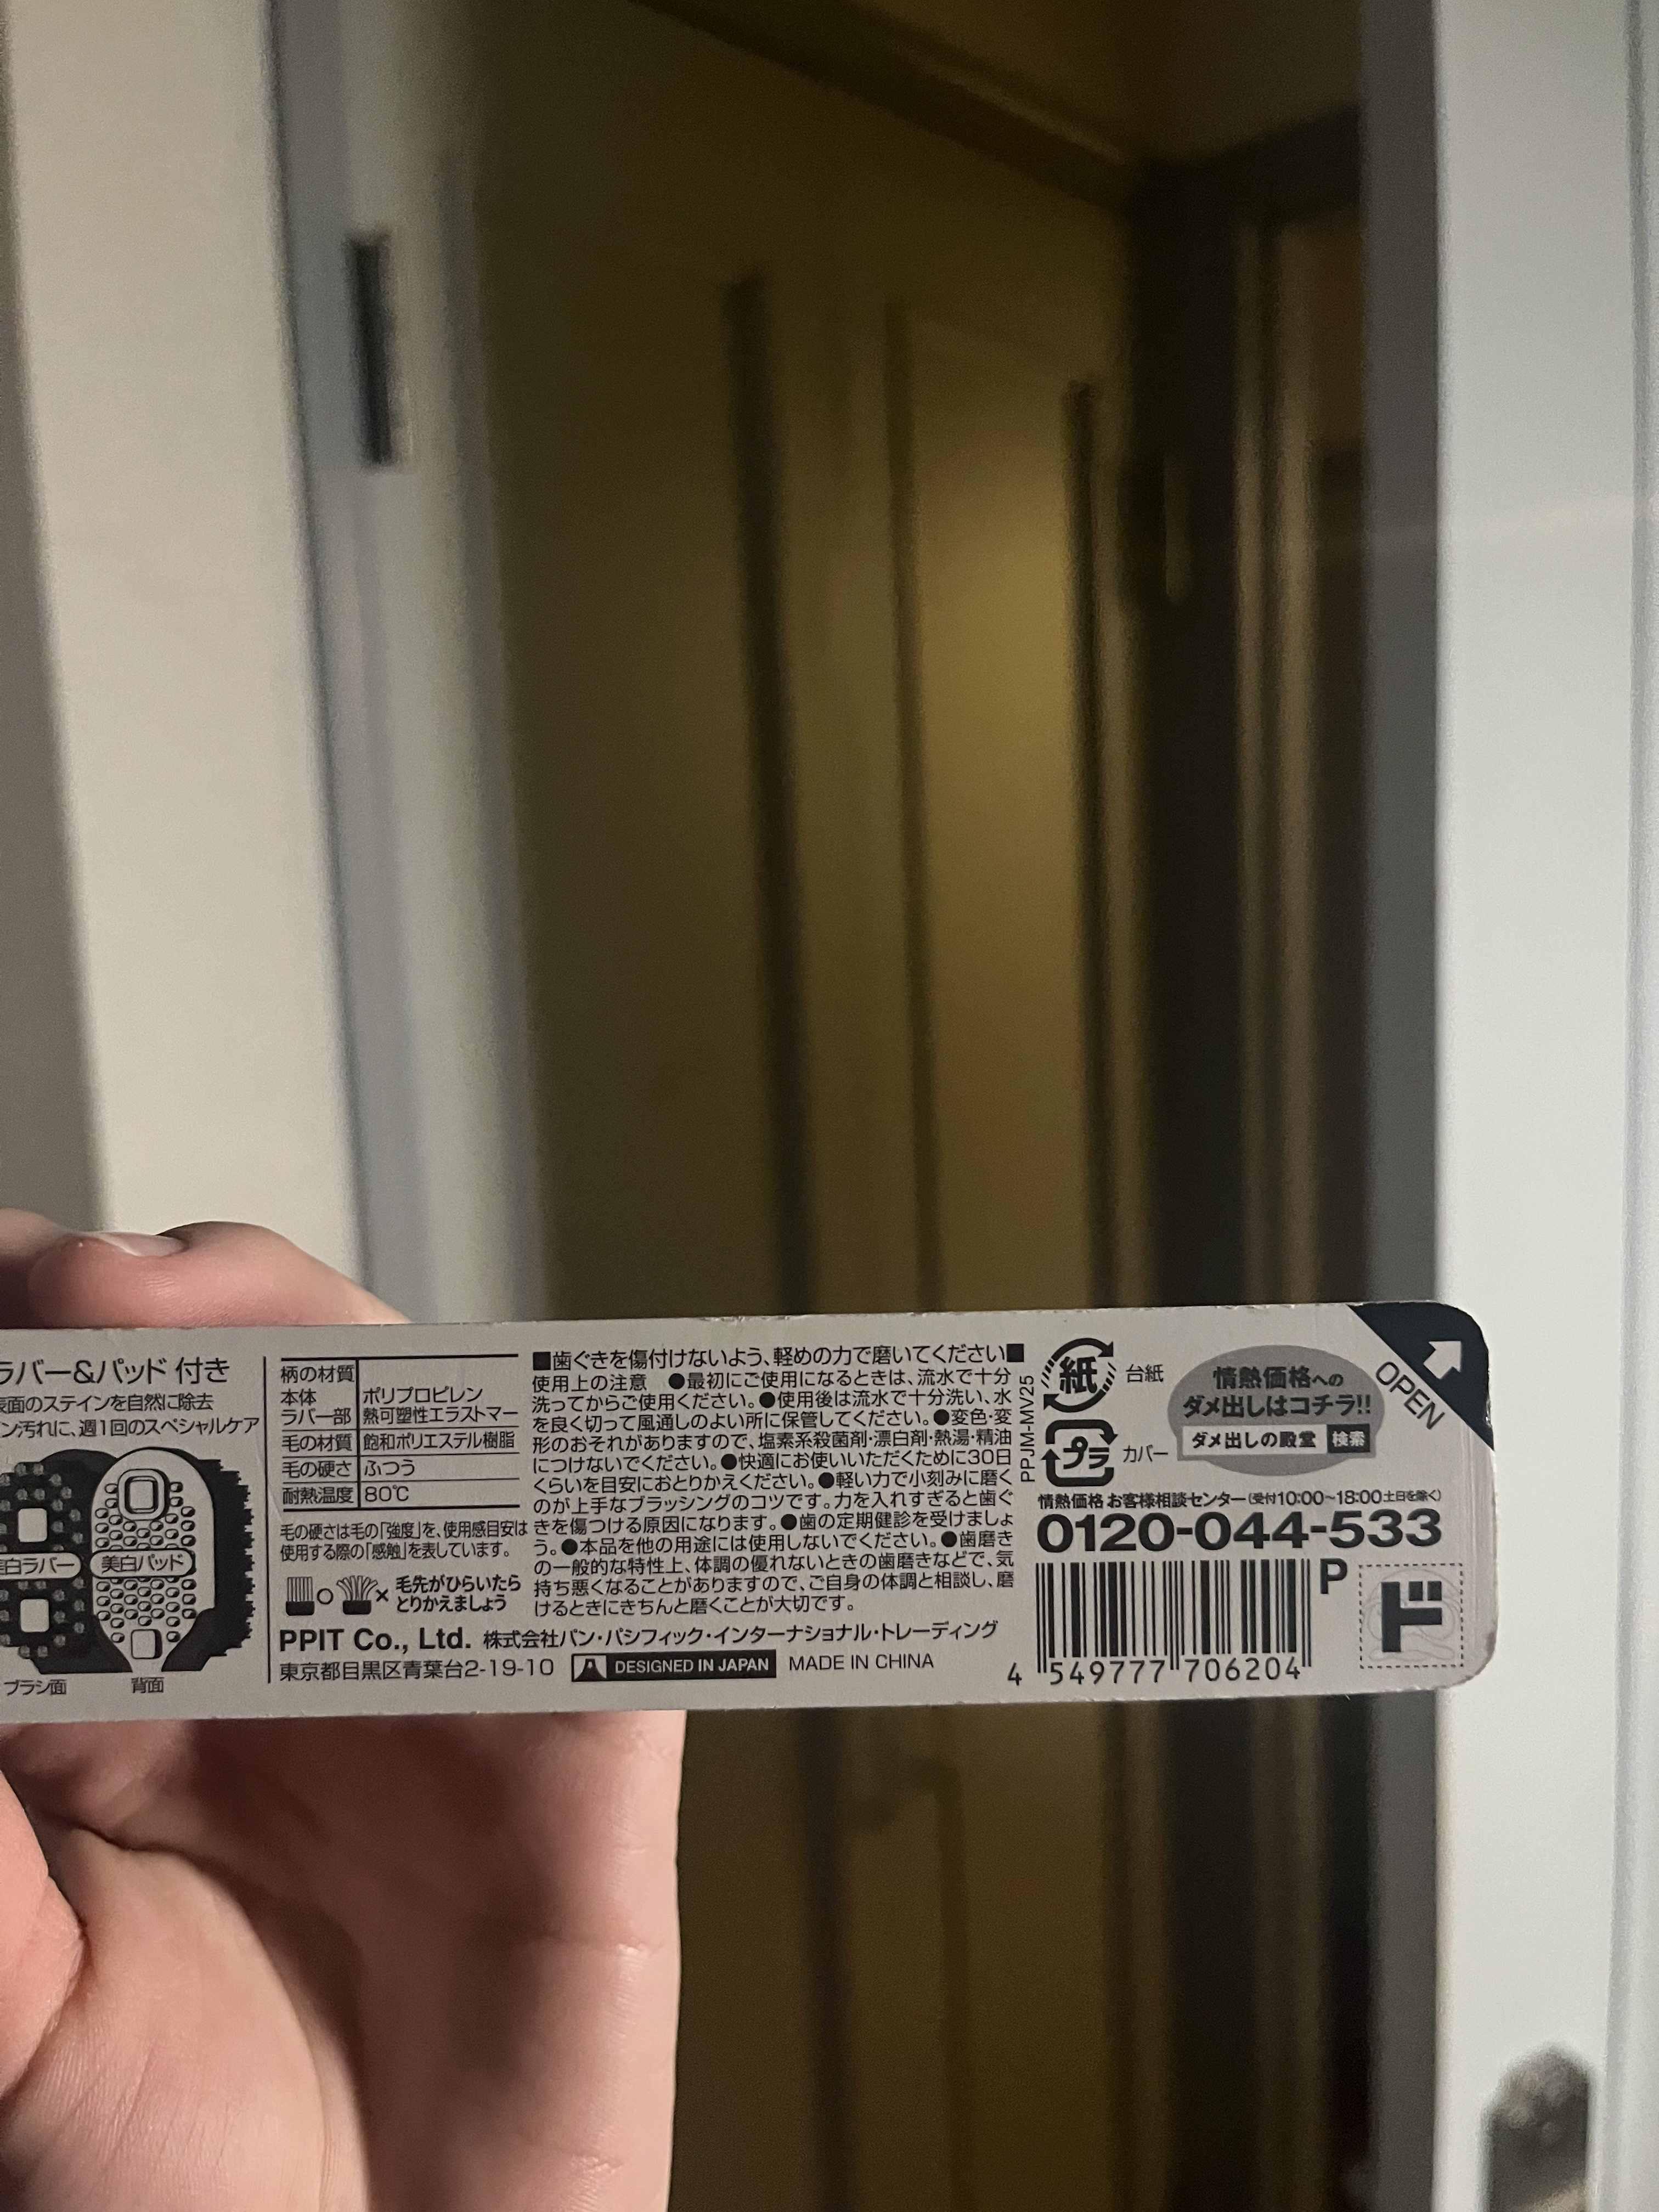 ラバー&パッド 付き
表面のステインを自然に除去
ン汚れに、週1回のスペシャルケア
白ラバー
美白パッド
ブラシ面
背面
柄の材質
本体 ポリプロピレン
ラバー部 熱可塑性エラストマー
毛の材質 飽和ポリエステル樹脂
毛の硬さ ふつう
耐熱温度 80℃
毛の硬さは毛の「強度」を、使用感目安は
使用する際の「感触」を表しています。
毛先がひらいたら
とりかえましょう
■歯ぐきを傷付けないよう、軽めの力で磨いてください■
使用上の注意 ●最初にご使用になるときは、流水で十分
洗ってからご使用ください。●使用後は流水で十分洗い、水
を良く切って風通しのよい所に保管してください。●変色・変
形のおそれがありますので、塩素系殺菌剤・漂白剤・熱湯・精油
につけないでください。●快適にお使いいただくために30日
くらいを目安におとりかえください。●軽い力で小刻みに磨く
のが上手なブラッシングのコツです。力を入れすぎると歯ぐ
きを傷つける原因になります。●歯の定期健診を受けましょ
う。●本品を他の用途には使用しないでください。●歯磨き
の一般的な特性上、体調の優れないときの歯磨きなどで、気
持ち悪くなることがありますので、ご自身の体調と相談し、磨
けるときにきちんと磨くことが大切です。
PPIT Co., Ltd. 株式会社パン・パシフィック・インターナショナル・トレーディング
東京都目黒区青葉台2-19-10 DESIGNED IN JAPAN MADE IN CHINA
PPJM-MV25
紙 台紙
プラ カバー
情熱価格への
ダメ出しはコチラ!!
ダメ出しの殿堂 検索
OPEN
情熱価格 お客様相談センター(受付10:00~18:00土日を除く)
0120-044-533
P
ド
4 549777 706204